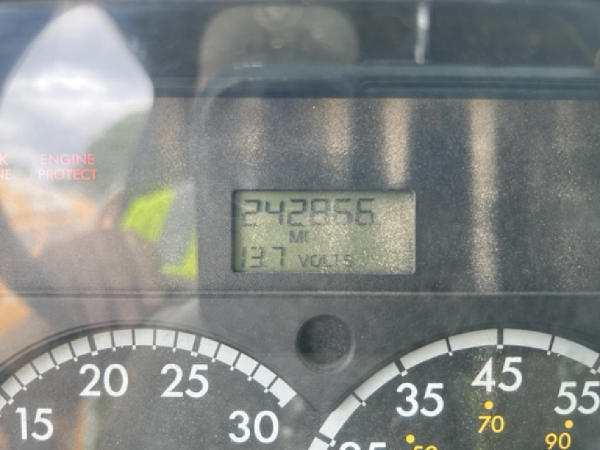 ENGINE
PROTECT
242856
MI
13.7 VOLTS
15 20 25 30
35 45 55
70 90